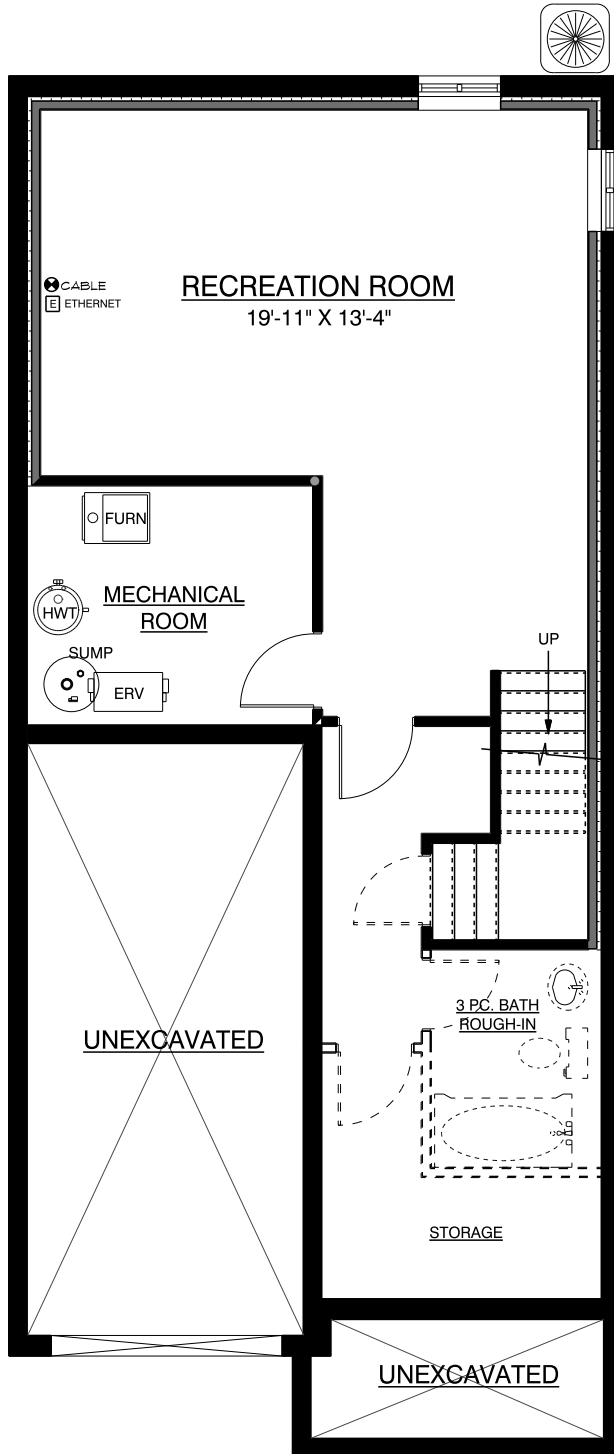 CABLE
E ETHERNET
RECREATION ROOM
19'-11" X 13'-4"
FURN
MECHANICAL
ROOM
HWT
SUMP
ERV
UP
UNEXCAVATED
3 PC. BATH
ROUGH-IN
STORAGE
UNEXCAVATED